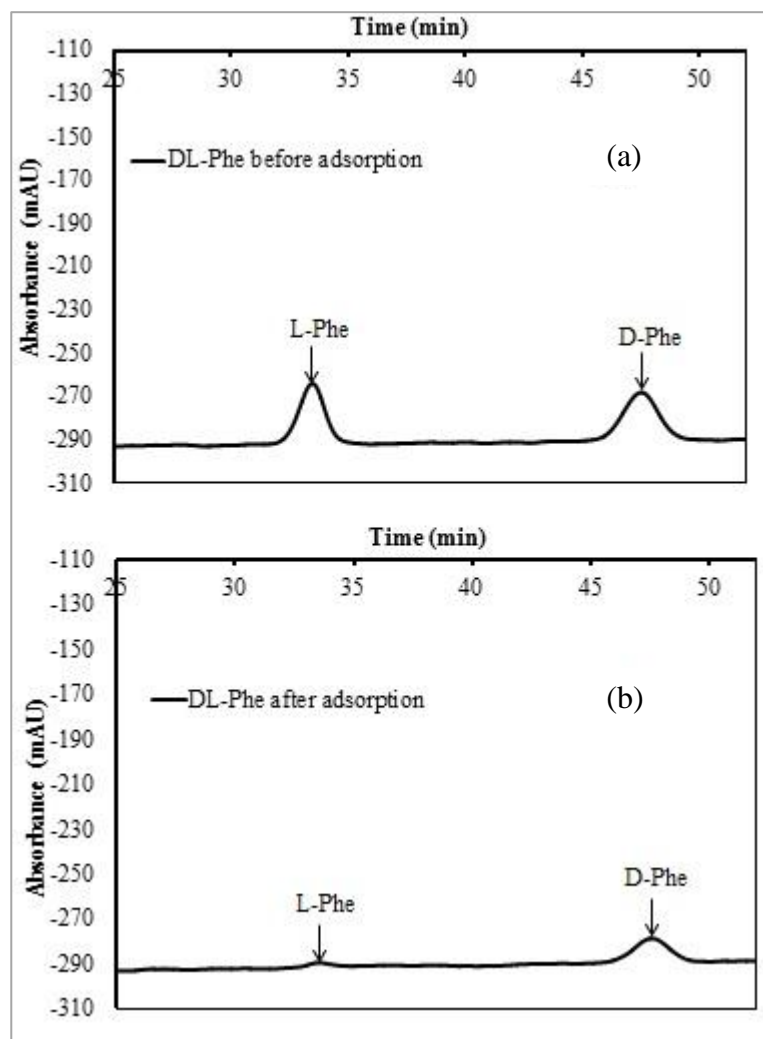 Time (min)
-110
25 30 35 40 45 50
-130
-150
DL-Phe before adsorption (a)
-170
-190
Absorbance (mAU)
-210
-230
L-Phe D-Phe
-250
-270
-290
-310
Time (min)
-110
25 30 35 40 45 50
-130
-150
DL-Phe after adsorption (b)
-170
-190
Absorbance (mAU)
-210
-230
-250
D-Phe
L-Phe
-270
-290
-310